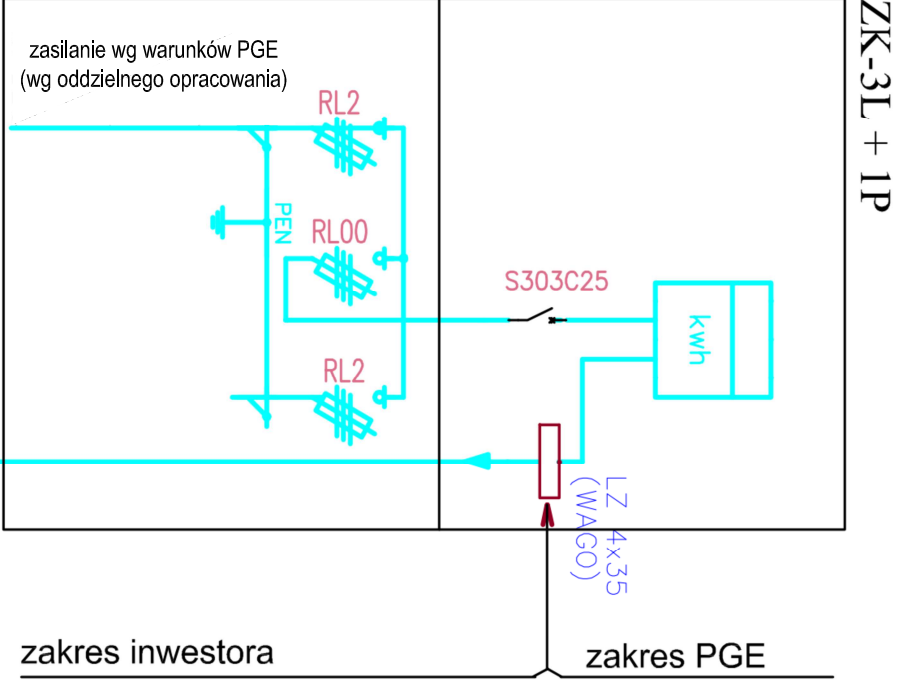 zasilanie wg warunków PGE
(wg oddzielnego opracowania)
RL2
ZK-3L + 1P
PEN
RL00
S303C25
kwh
RL2
LZ 4x35
(WAGO)
zakres inwestora
zakres PGE